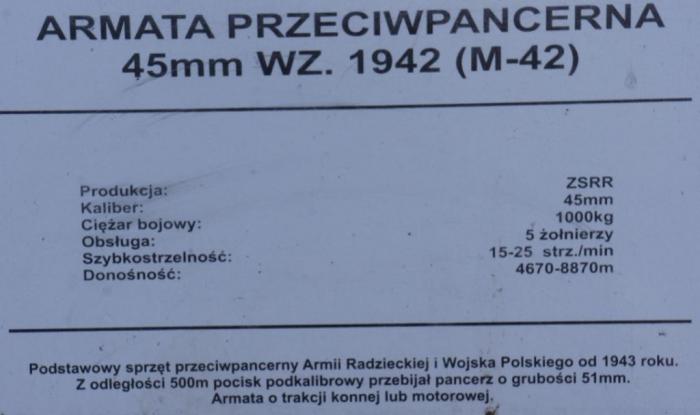 ARMATA PRZECIWPANCERNA
45mm WZ. 1942 (M-42)
Produkcja: ZSRR
Kaliber: 45mm
Ciężar bojowy: 1000kg
Obsługa: 5 żołnierzy
Szybkostrzelność: 15-25 strz./min
Donośność: 4670-8870m
Podstawowy sprzęt przeciwpancerny Armii Radzieckiej i Wojska Polskiego od 1943 roku.
Z odległości 500m pocisk podkalibrowy przebijał pancerz o grubości 51mm.
Armata o trakcji konnej lub motorowej.